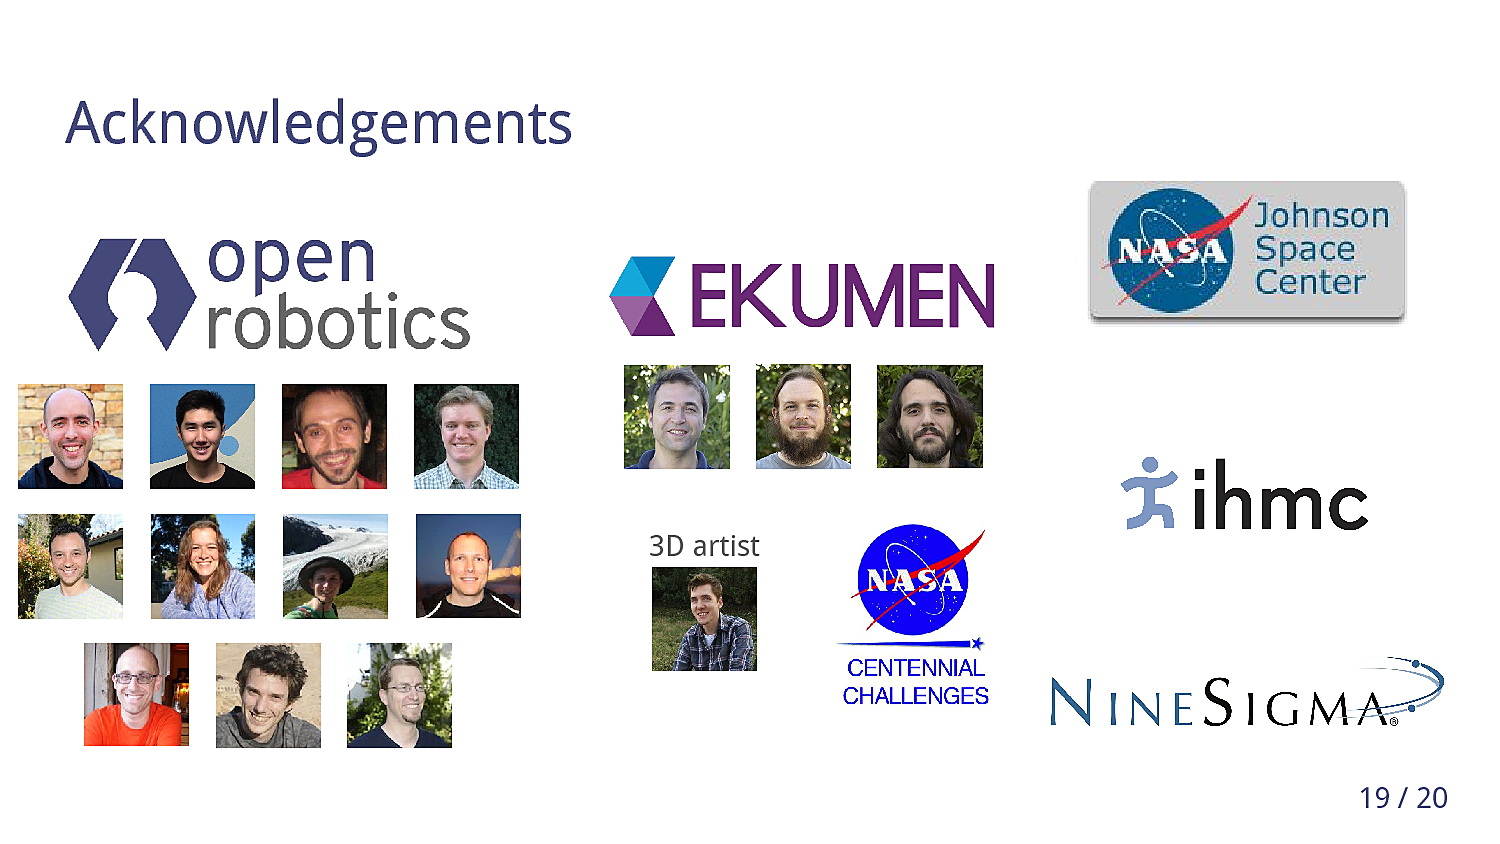 Acknowledgements
open
robotics
EKUMEN
NASA
Johnson
Space
Center
ihmc
3D artist
NASA
CENTENNIAL
CHALLENGES
NINESIGMA®
19 / 20